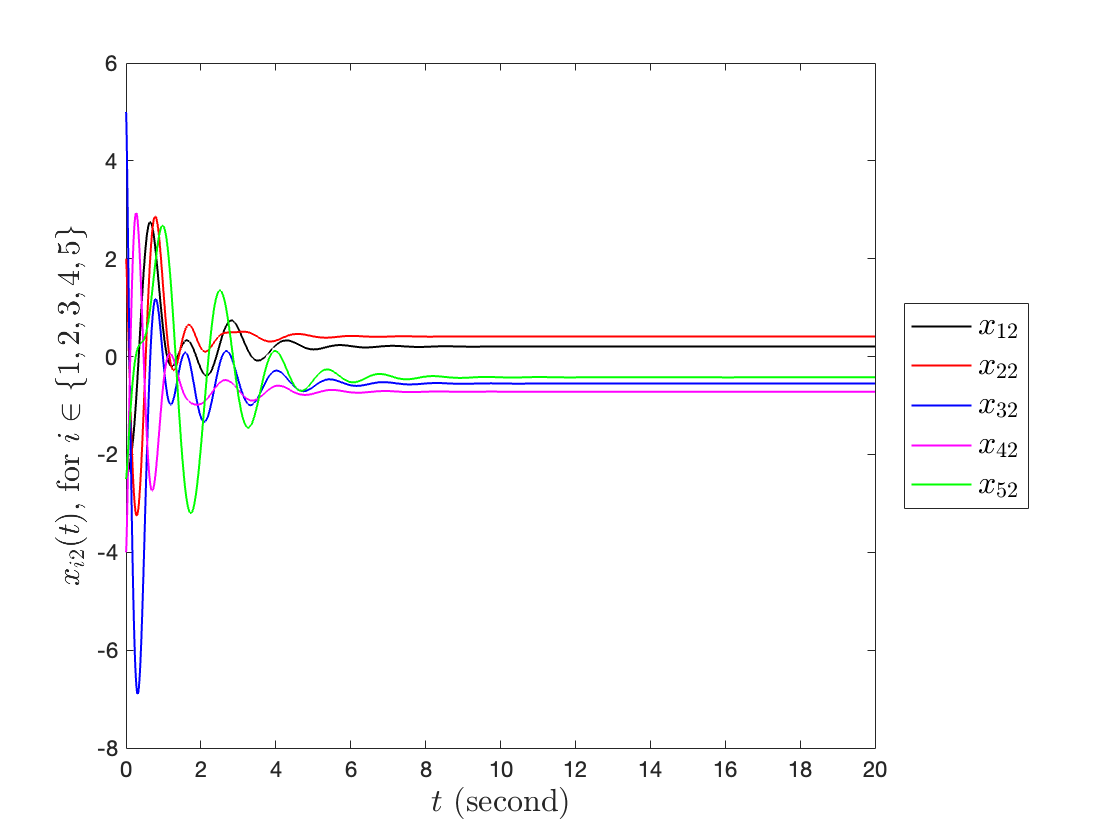 6
4
2
0
-2
-4
-6
-8
0 2 4 6 8 10 12 14 16 18 20
x_{i2}(t), for i ∈ {1, 2, 3, 4, 5}
t (second)
x_{12}
x_{22}
x_{32}
x_{42}
x_{52}